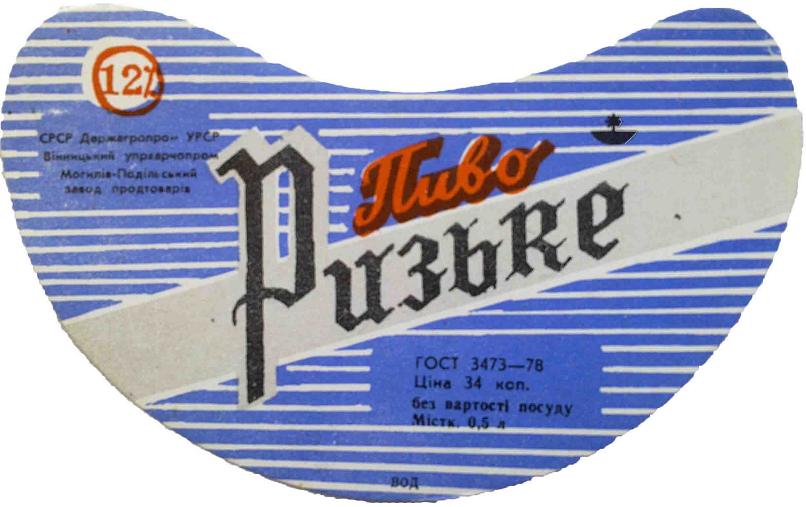 12%
СРСР Держагропром УРСР
Вінницький упрхарчопром
Могилів-Подільський
завод продтоварів
Пиво
Ризьке
ГОСТ 3473—78
Ціна 34 коп.
без вартості посуду
Містк. 0,5 л
ВОД